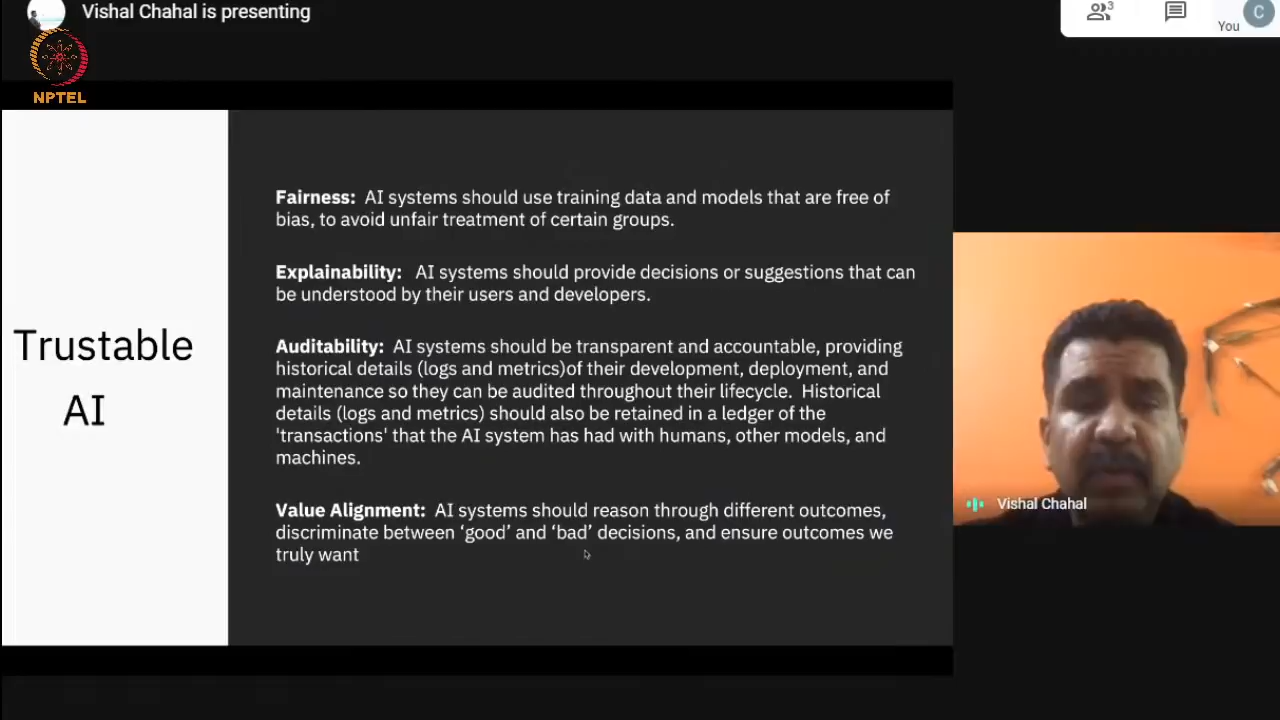 Vishal Chahal is presenting
3
You
C
NPTEL
Trustable
AI
Fairness: AI systems should use training data and models that are free of
bias, to avoid unfair treatment of certain groups.
Explainability: AI systems should provide decisions or suggestions that can
be understood by their users and developers.
Auditability: AI systems should be transparent and accountable, providing
historical details (logs and metrics)of their development, deployment, and
maintenance so they can be audited throughout their lifecycle. Historical
details (logs and metrics) should also be retained in a ledger of the
'transactions' that the AI system has had with humans, other models, and
machines.
Value Alignment: AI systems should reason through different outcomes,
discriminate between ‘good’ and ‘bad’ decisions, and ensure outcomes we
truly want
Vishal Chahal